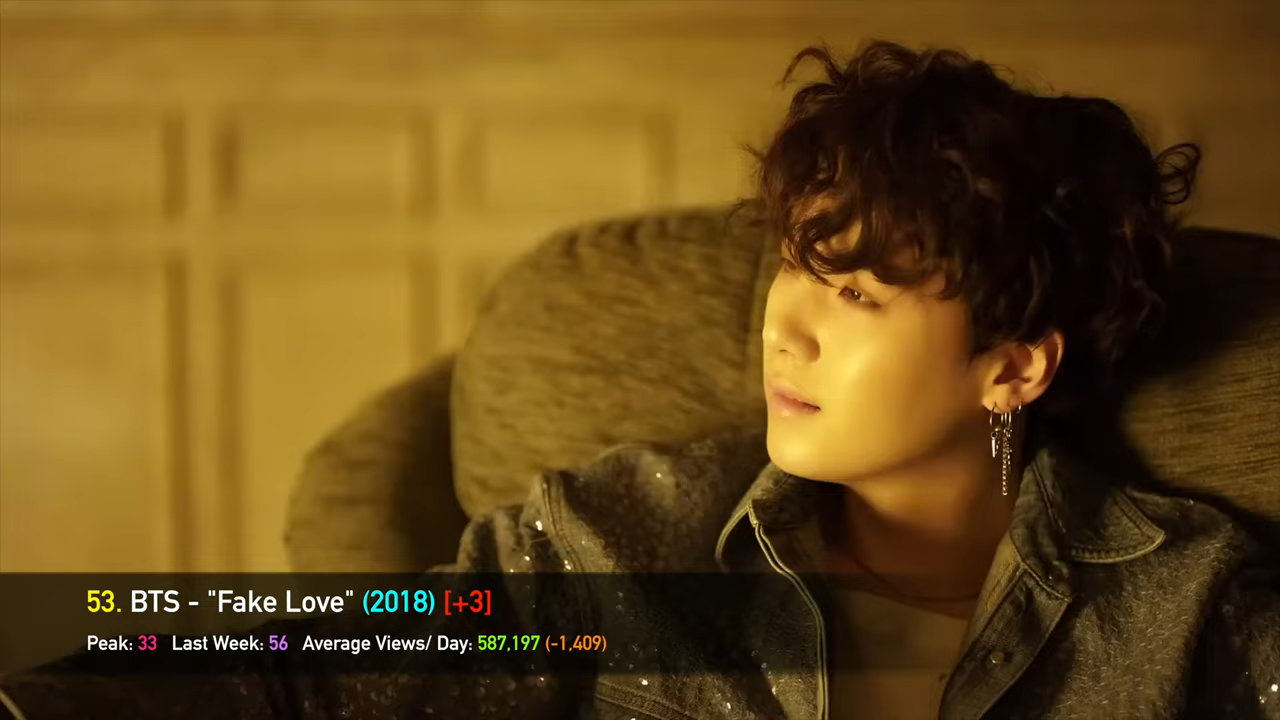 53. BTS - "Fake Love" (2018) [+3]
Peak: 33 Last Week: 56 Average Views/ Day: 587,197 (-1,409)